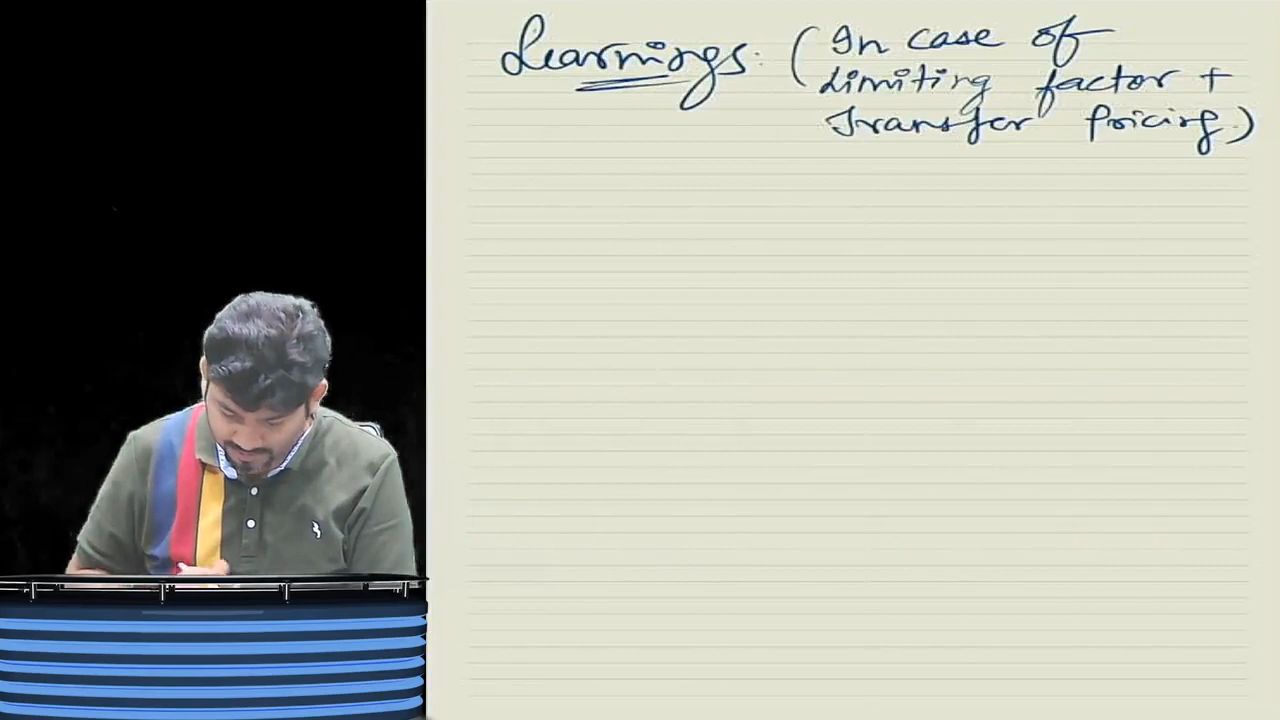 Learnings: (In case of
Limiting factor +
Transfer Pricing.)